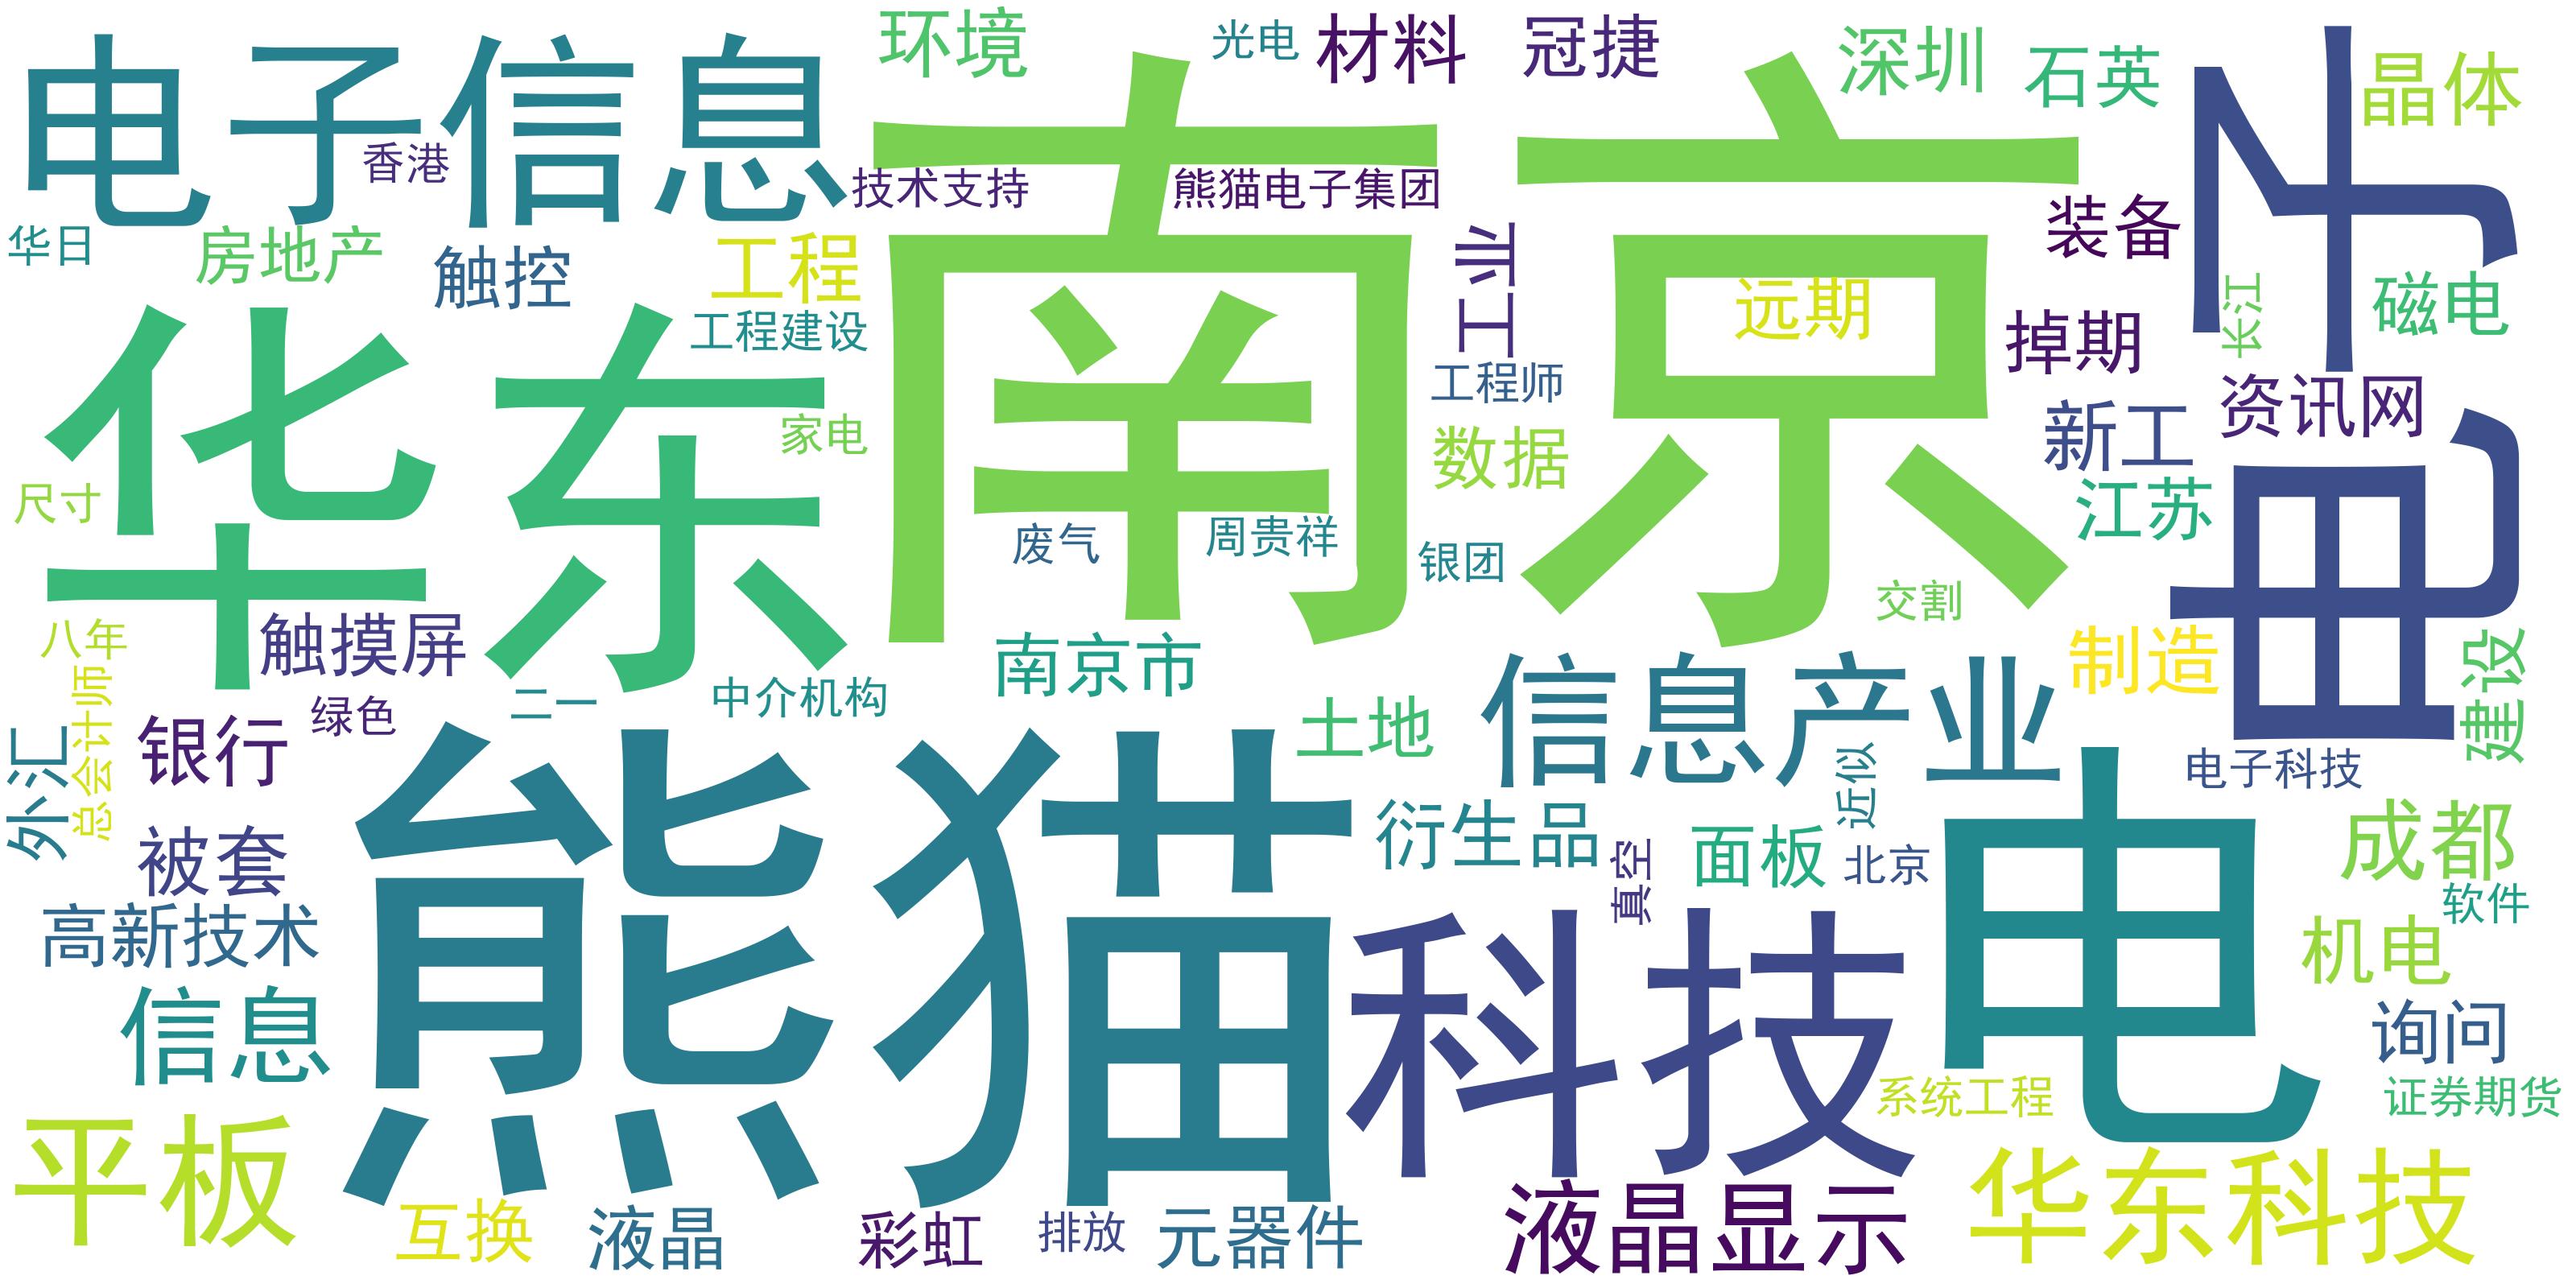 电子信息
环境
光电
材料
冠捷
深圳
石英
晶体
南京
电子
香港
技术支持
熊猫电子集团
装备
华日
房地产
触控
工程
工业
远期
长江
磁电
华东
工程建设
掉期
工程师
资讯网
家电
数据
新工
尺寸
江苏
废气
周贵祥
银团
交割
八年
触摸屏
南京市
信息产业
制造
建设
总会计师
绿色
二一
中介机构
土地
外汇
银行
熊猫
电
电子科技
近似
被套
衍生品
真空
面板
北京
成都
软件
高新技术
科技
机电
信息
询问
系统工程
证券期货
平板
互换
液晶
彩虹
排放
元器件
液晶显示
华东科技